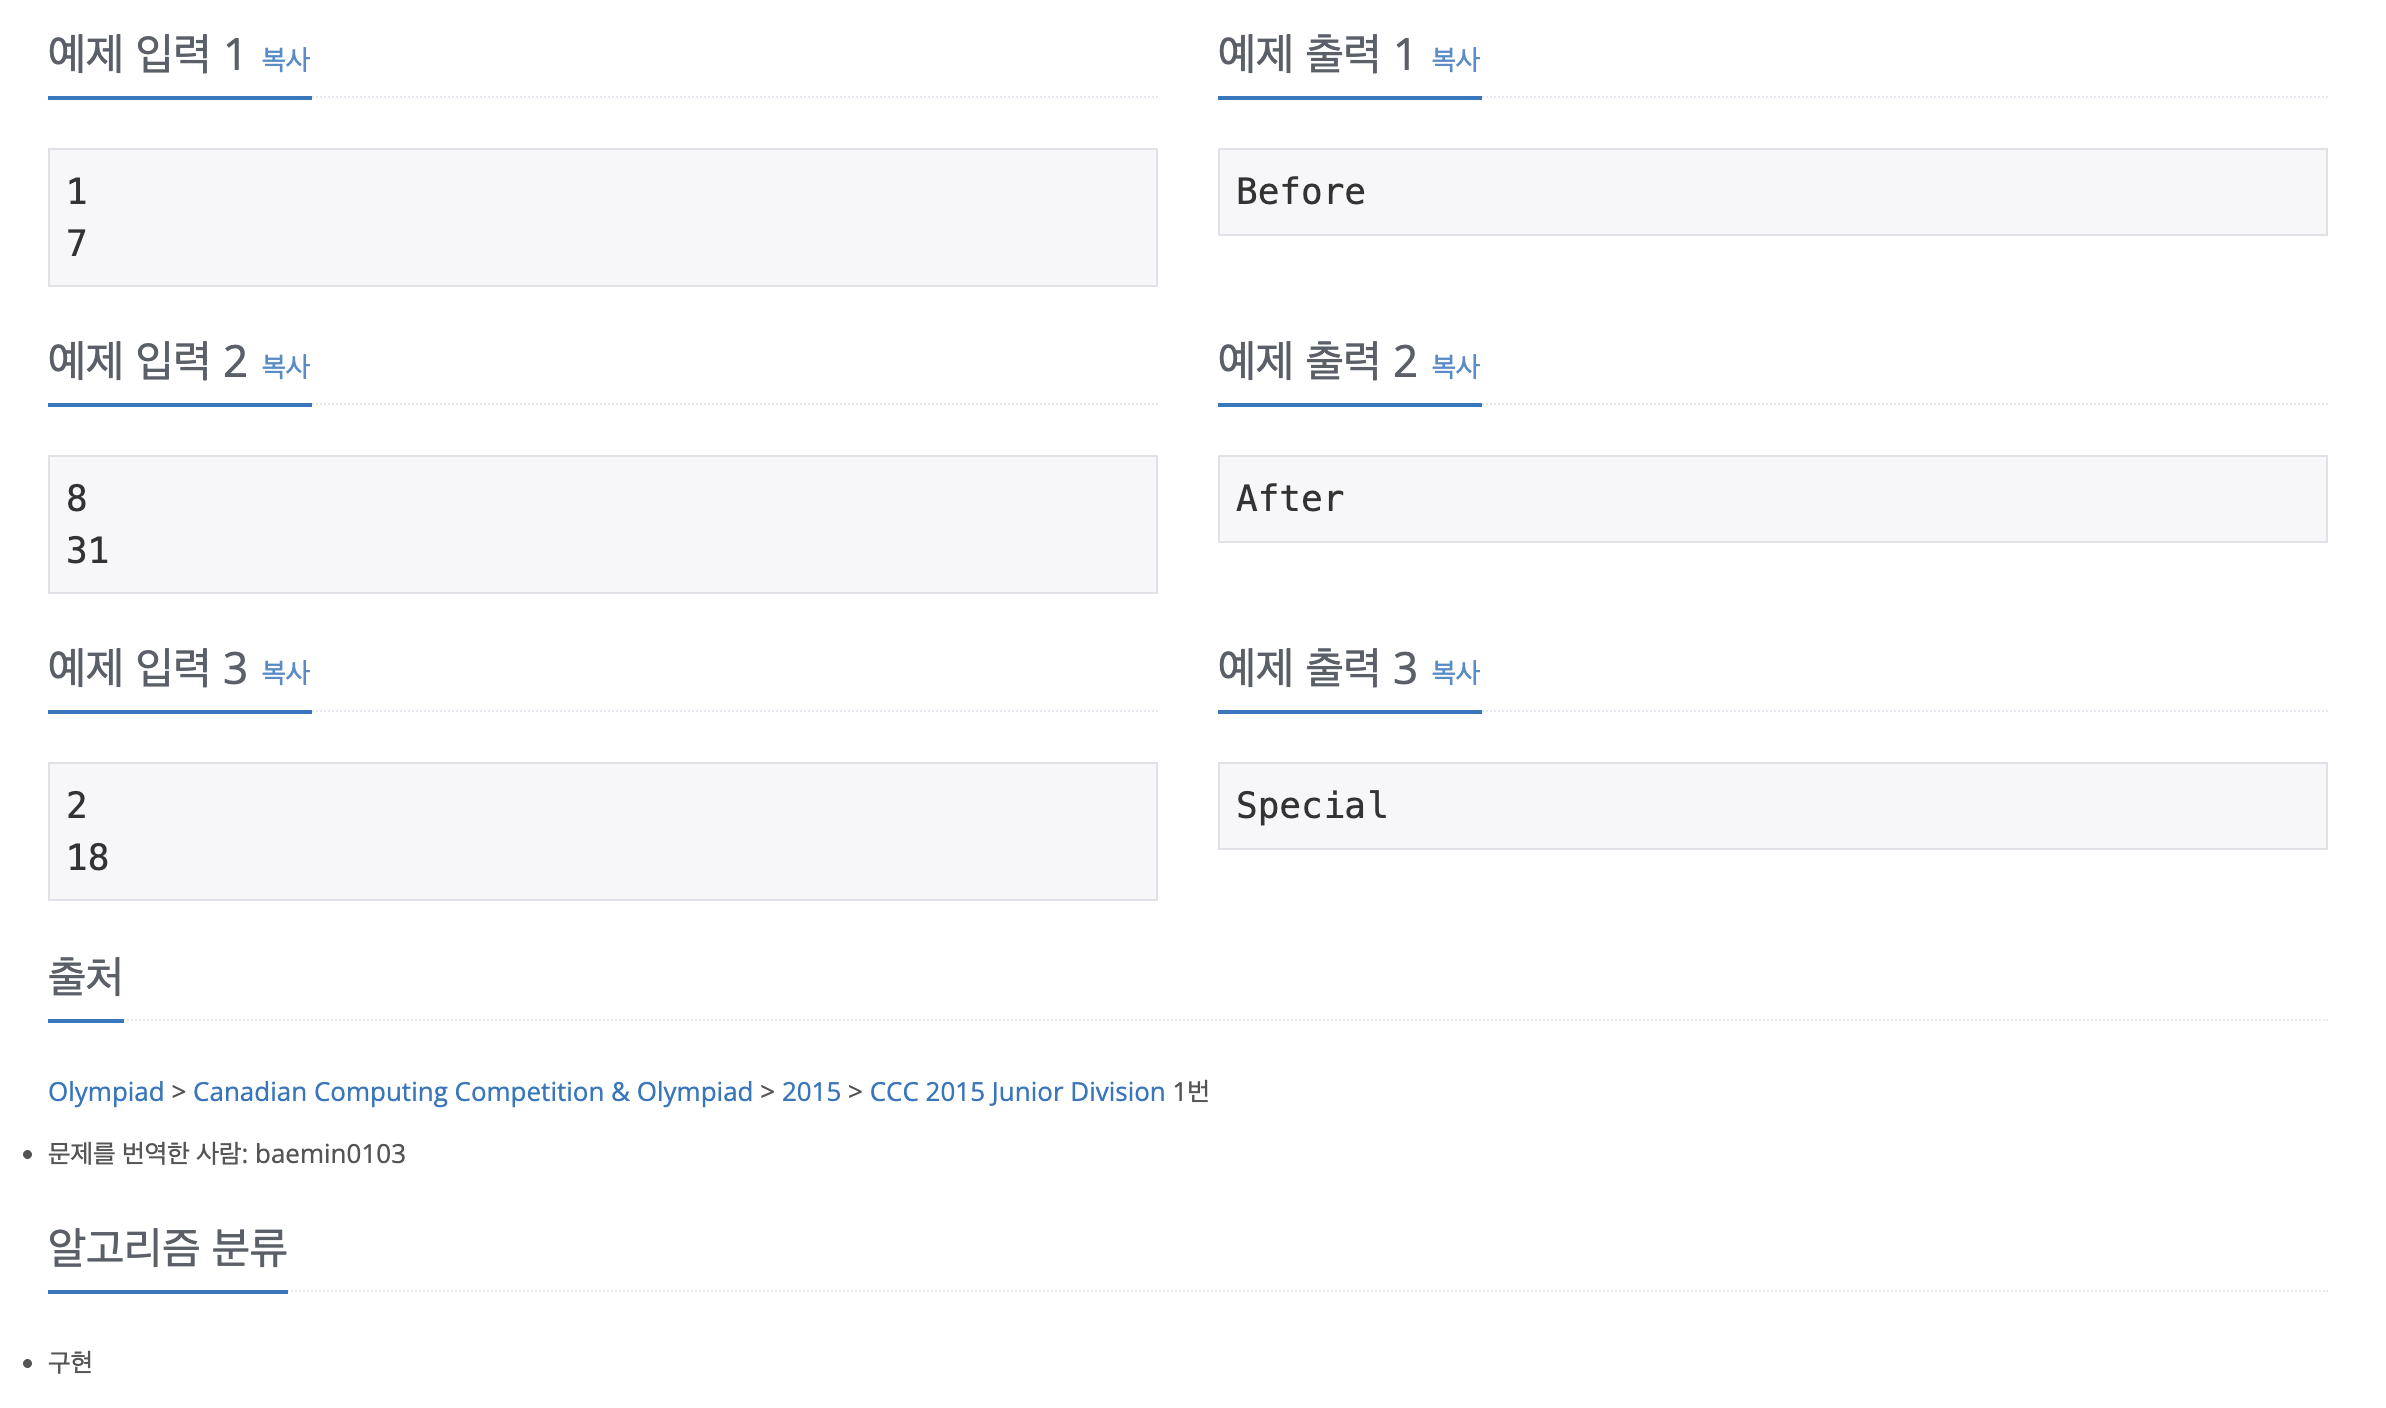 예제 입력 1 복사
1
7
예제 출력 1 복사
Before
예제 입력 2 복사
8
31
예제 출력 2 복사
After
예제 입력 3 복사
2
18
예제 출력 3 복사
Special
출처
Olympiad > Canadian Computing Competition & Olympiad > 2015 > CCC 2015 Junior Division 1번
• 문제를 번역한 사람: baemin0103
알고리즘 분류
• 구현